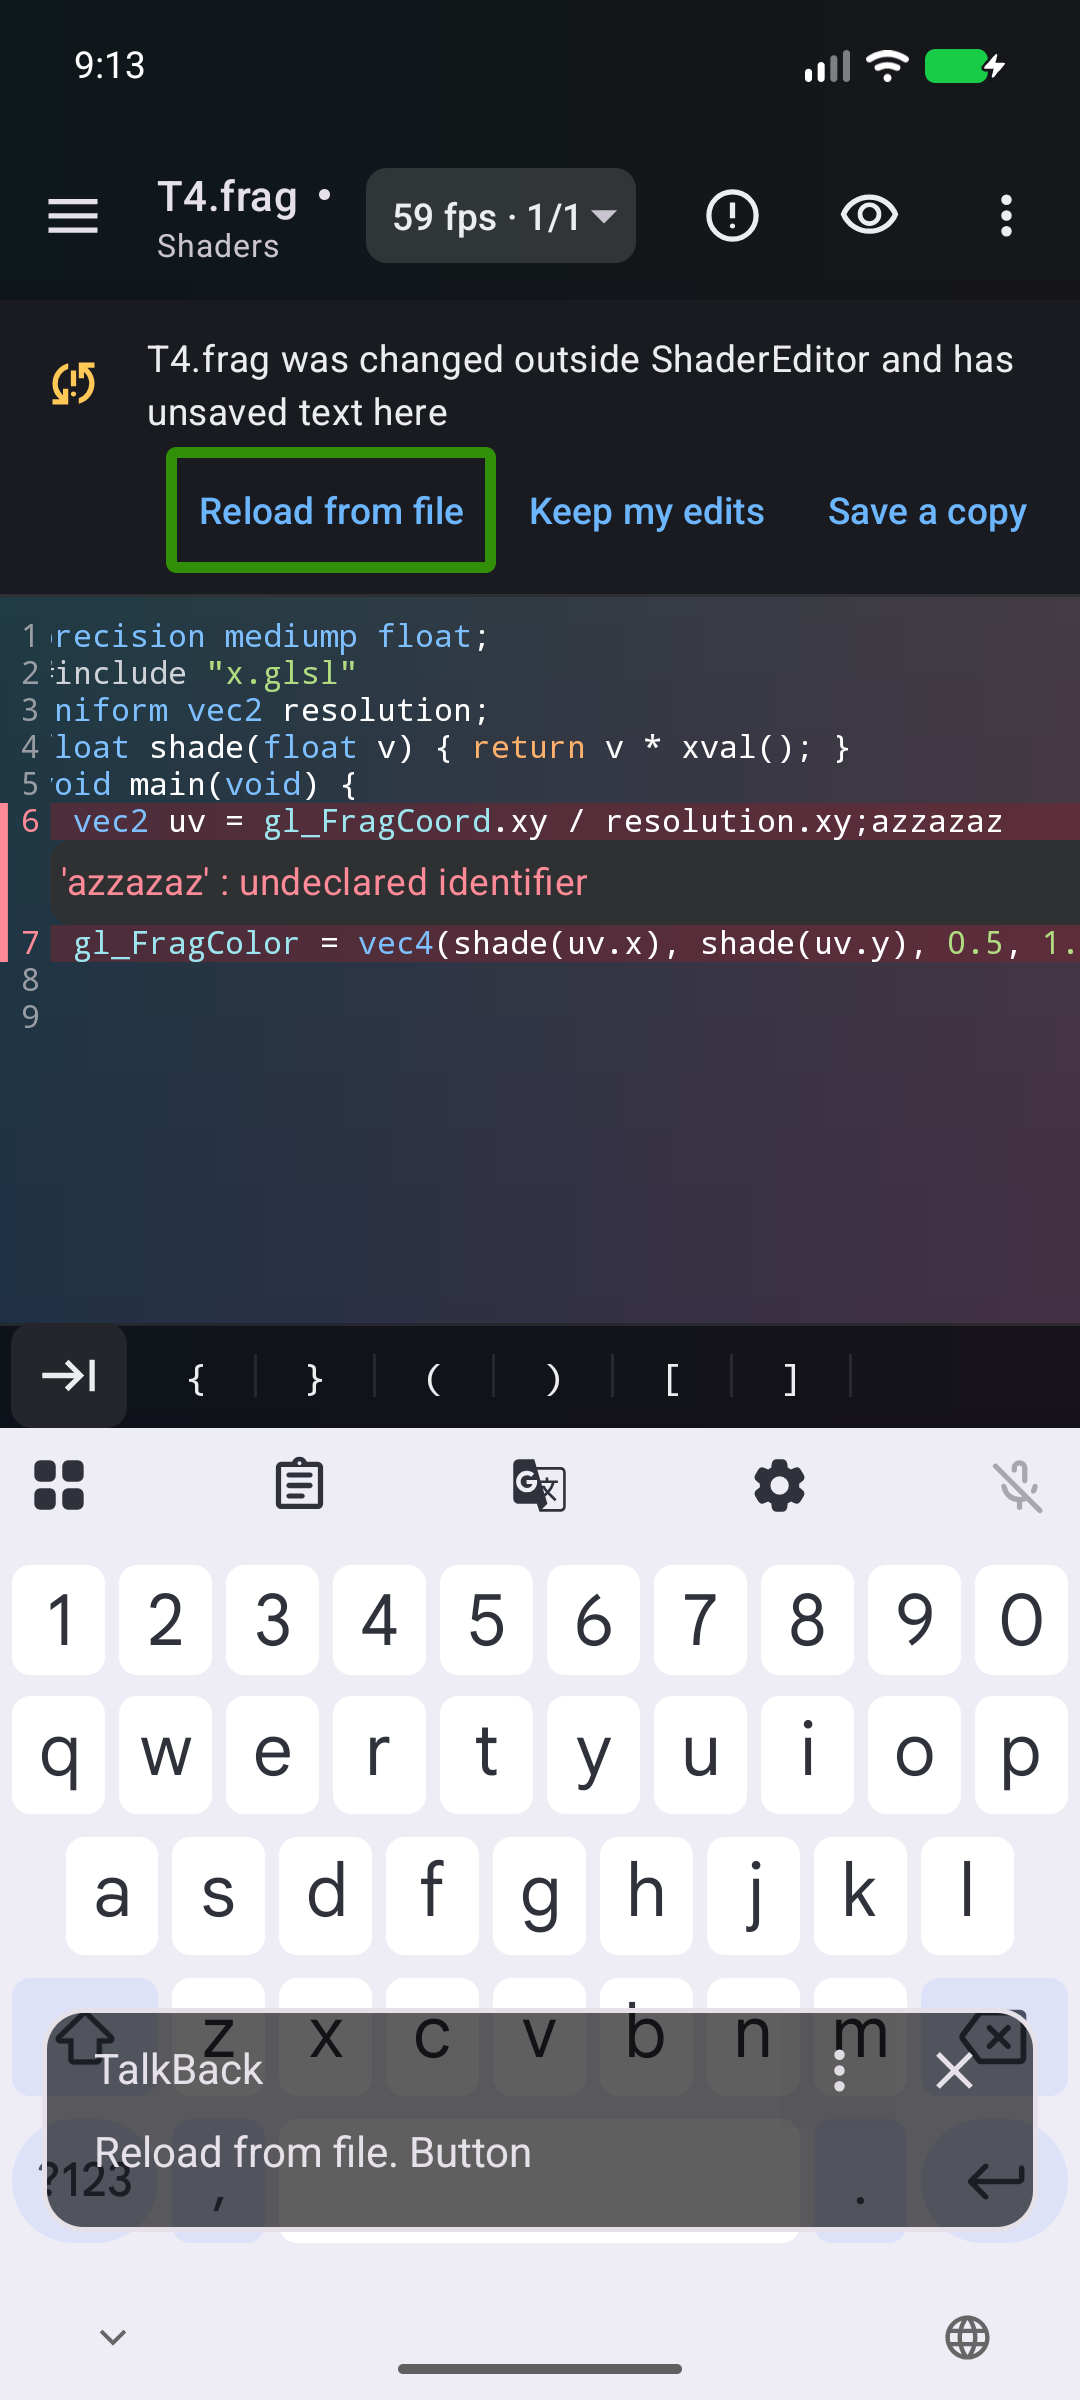 9:13
T4.frag •
Shaders
59 fps · 1/1
T4.frag was changed outside ShaderEditor and has
unsaved text here
Reload from file
Keep my edits
Save a copy
1 precision mediump float;
2 #include "x.glsl"
3 niform vec2 resolution;
4 float shade(float v) { return v * xval(); }
5 void main(void) {
6 vec2 uv = gl_FragCoord.xy / resolution.xy;azzazaz
'azzazaz' : undeclared identifier
7 gl_FragColor = vec4(shade(uv.x), shade(uv.y), 0.5, 1.
8
9
{ } ( ) [ ]
1 2 3 4 5 6 7 8 9 0
q w e r t y u i o p
a s d f g h j k l
z x c v b n m
TalkBack
Reload from file. Button
?123 , .